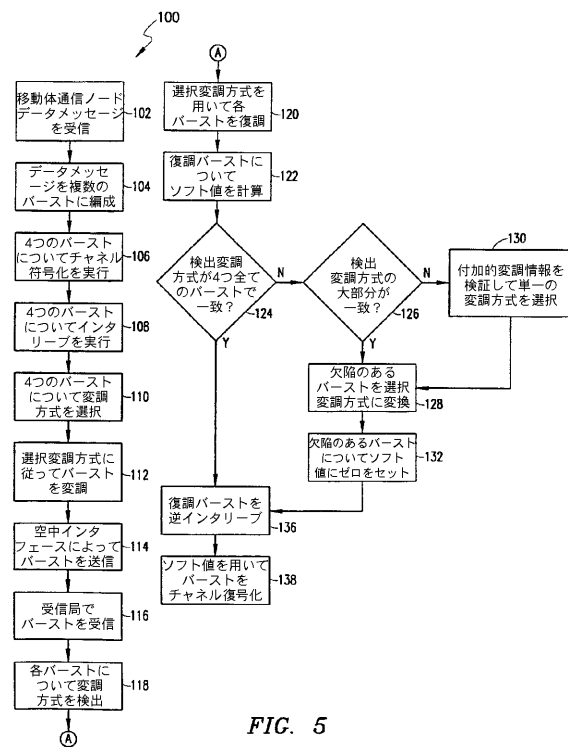 100
移動体通信ノード
データメッセージ
を受信
102
データメッセ
ージを複数の
バーストに編成
104
4つのバースト
についてチャネル
符号化を実行
106
4つのバースト
についてインタ
リーブを実行
108
4つのバースト
について変調
方式を選択
110
選択変調方式に
従ってバースト
を変調
112
空中インタ
フェースによって
バーストを送信
114
受信局で
バーストを受信
116
各バーストに
ついて変調
方式を検出
118
A
A
選択変調方式を
用いて各
バーストを復調
120
復調バーストに
ついて
ソフト値を計算
122
検出変調
方式が4つ全て
のバーストで
一致?
124
N
Y
検出
変調方式の
大部分が
一致?
126
N
Y
130
付加的変調情報を
検証して単一の
変調方式を選択
欠陥のある
バーストを選択
変調方式に変換
128
欠陥のあるバースト
についてソフト
値にゼロをセット
132
復調バーストを
逆インタリーブ
136
ソフト値を用いて
バーストを
チャネル復号化
138
FIG. 5